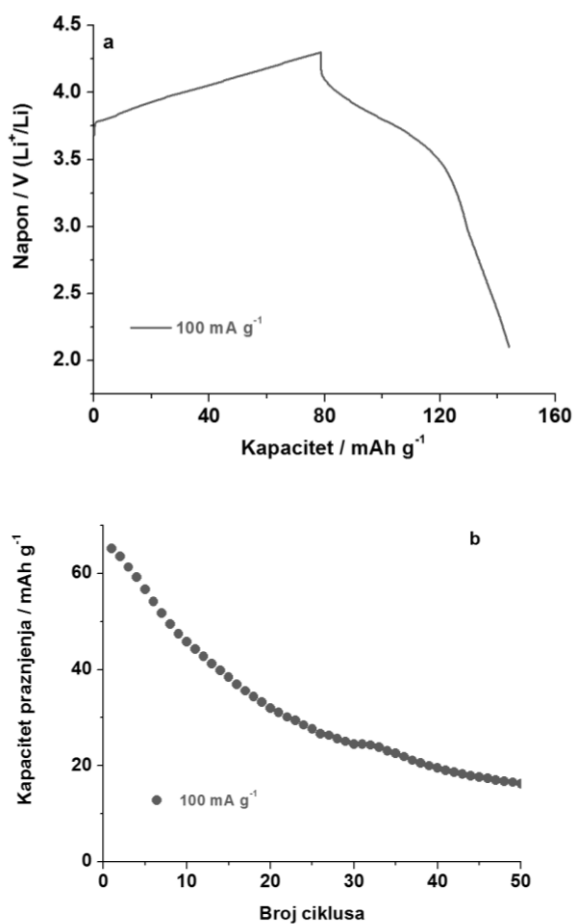 a
4.5
4.0
3.5
3.0
2.5
2.0
Napon / V (Li⁺/Li)
100 mA g⁻¹
0 40 80 120 160
Kapacitet / mAh g⁻¹
b
60
40
20
0
Kapacitet praznjenja / mAh g⁻¹
100 mA g⁻¹
0 10 20 30 40 50
Broj ciklusa